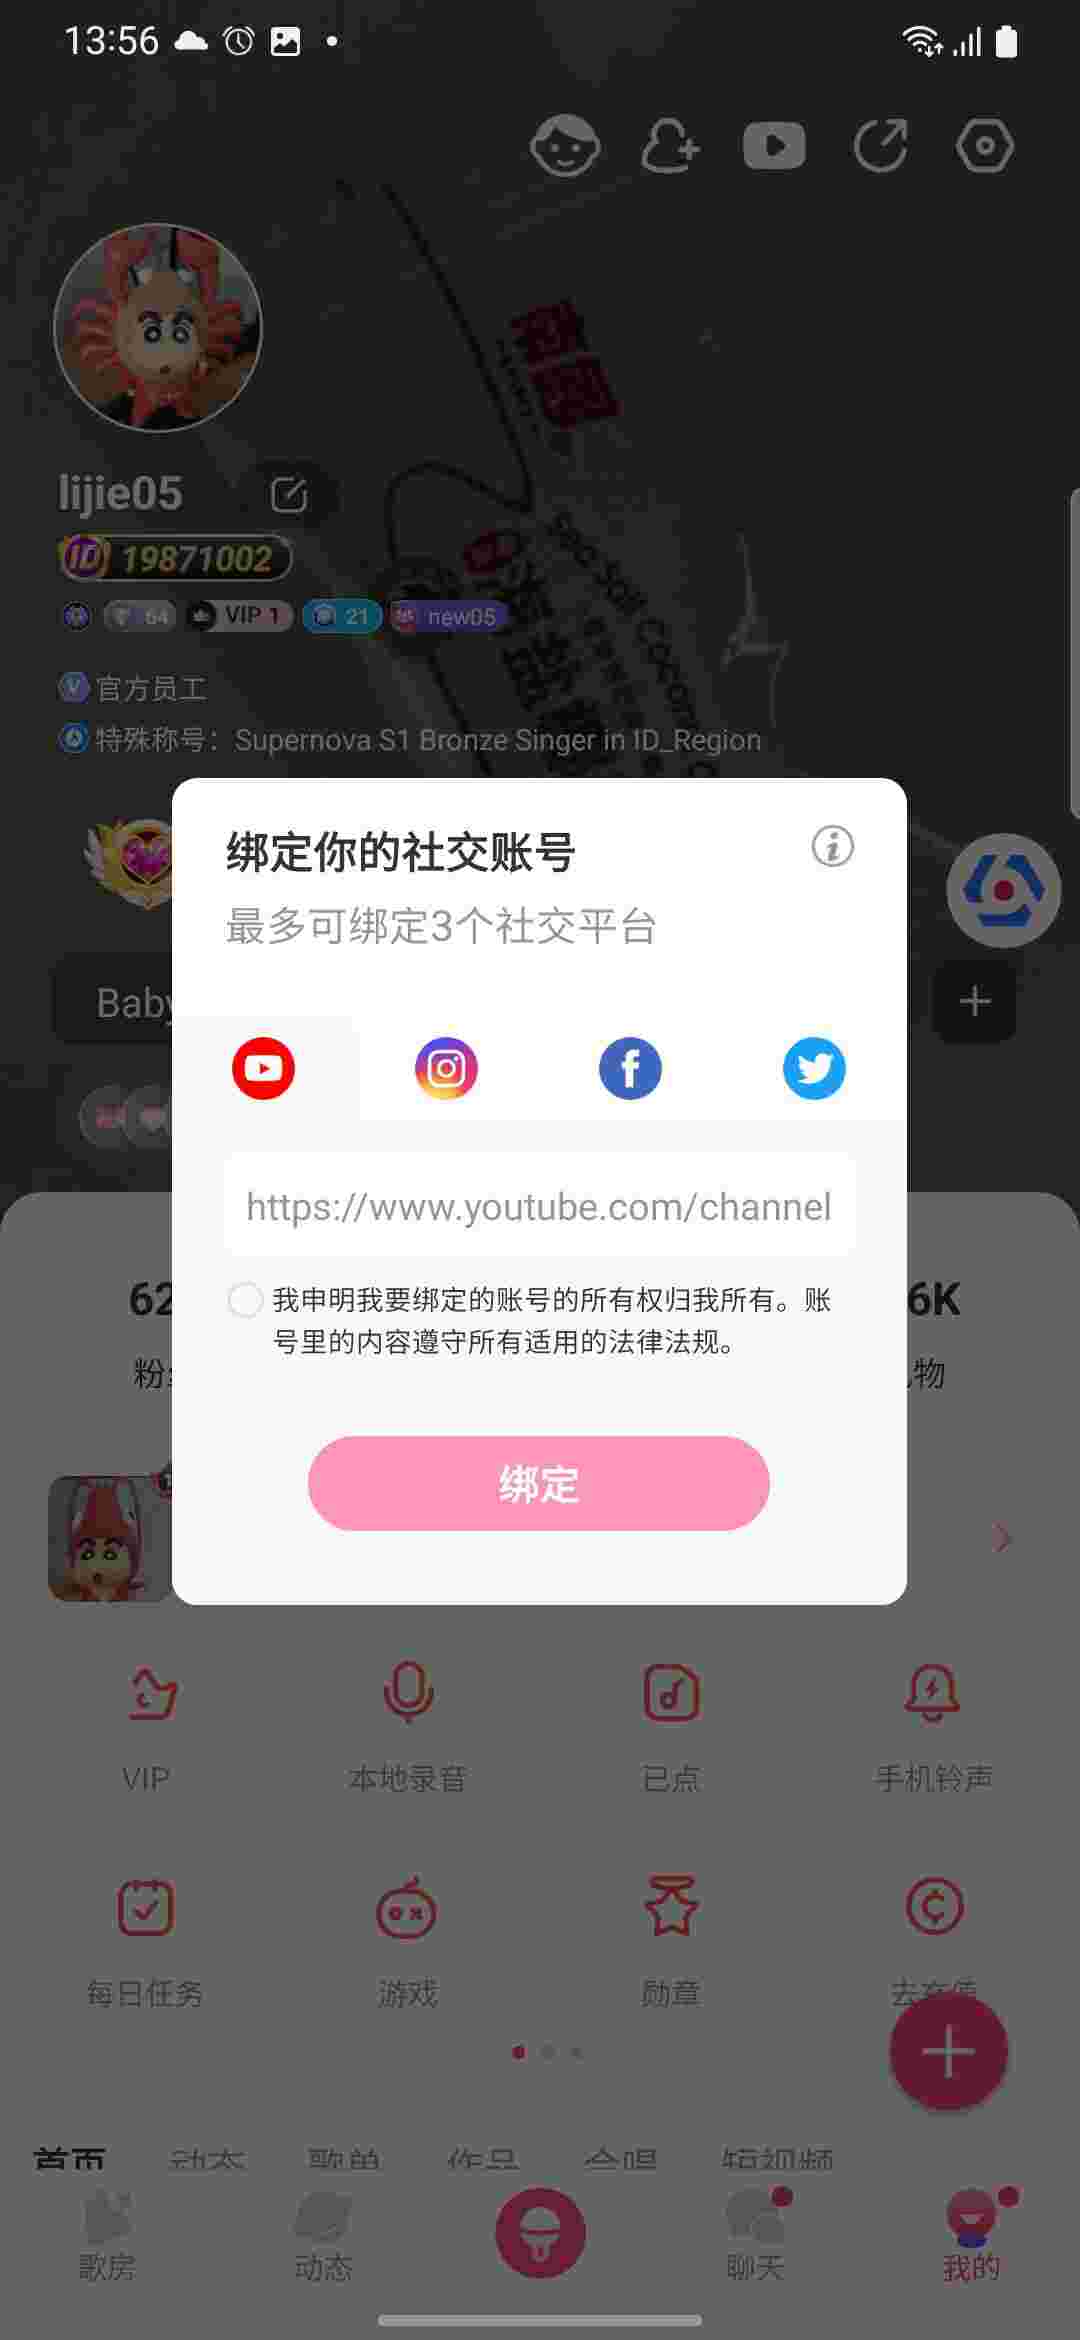 13:56
lijie05
ID 19871002
64
VIP 1
21
new05
官方员工
特殊称号：Supernova S1 Bronze Singer in ID_Region
绑定你的社交账号
最多可绑定3个社交平台
Baby
https://www.youtube.com/channel
我申明我要绑定的账号的所有权归我所有。账
号里的内容遵守所有适用的法律法规。
62
6K
粉
物
绑定
VIP
本地录音
已点
手机铃声
每日任务
游戏
勋章
去充值
首页
动态
歌单
作品
合唱
短视频
歌房
动态
聊天
我的